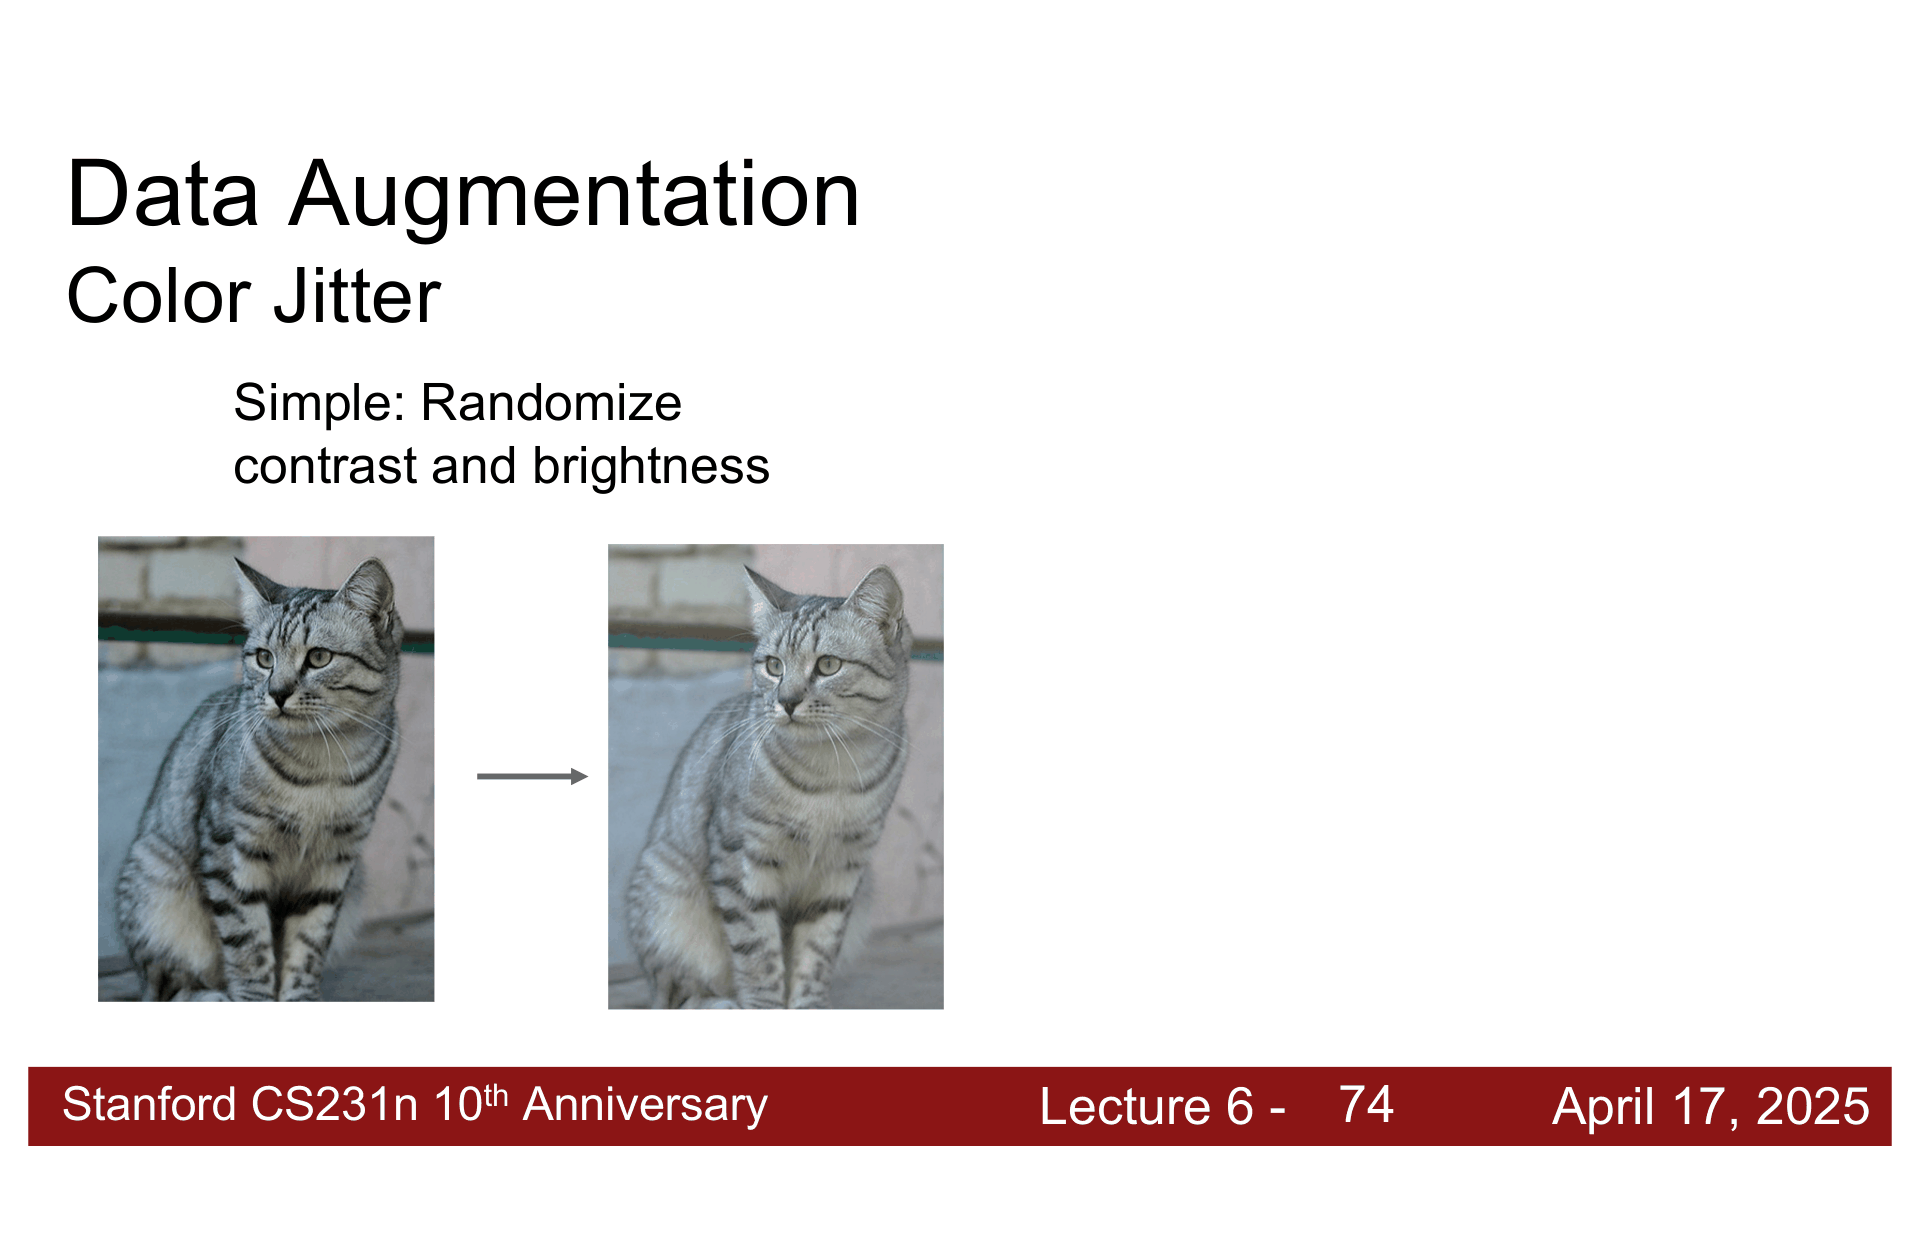 Data Augmentation
Color Jitter
Simple: Randomize
contrast and brightness
Stanford CS231n 10th Anniversary
Lecture 6 - 74
April 17, 2025